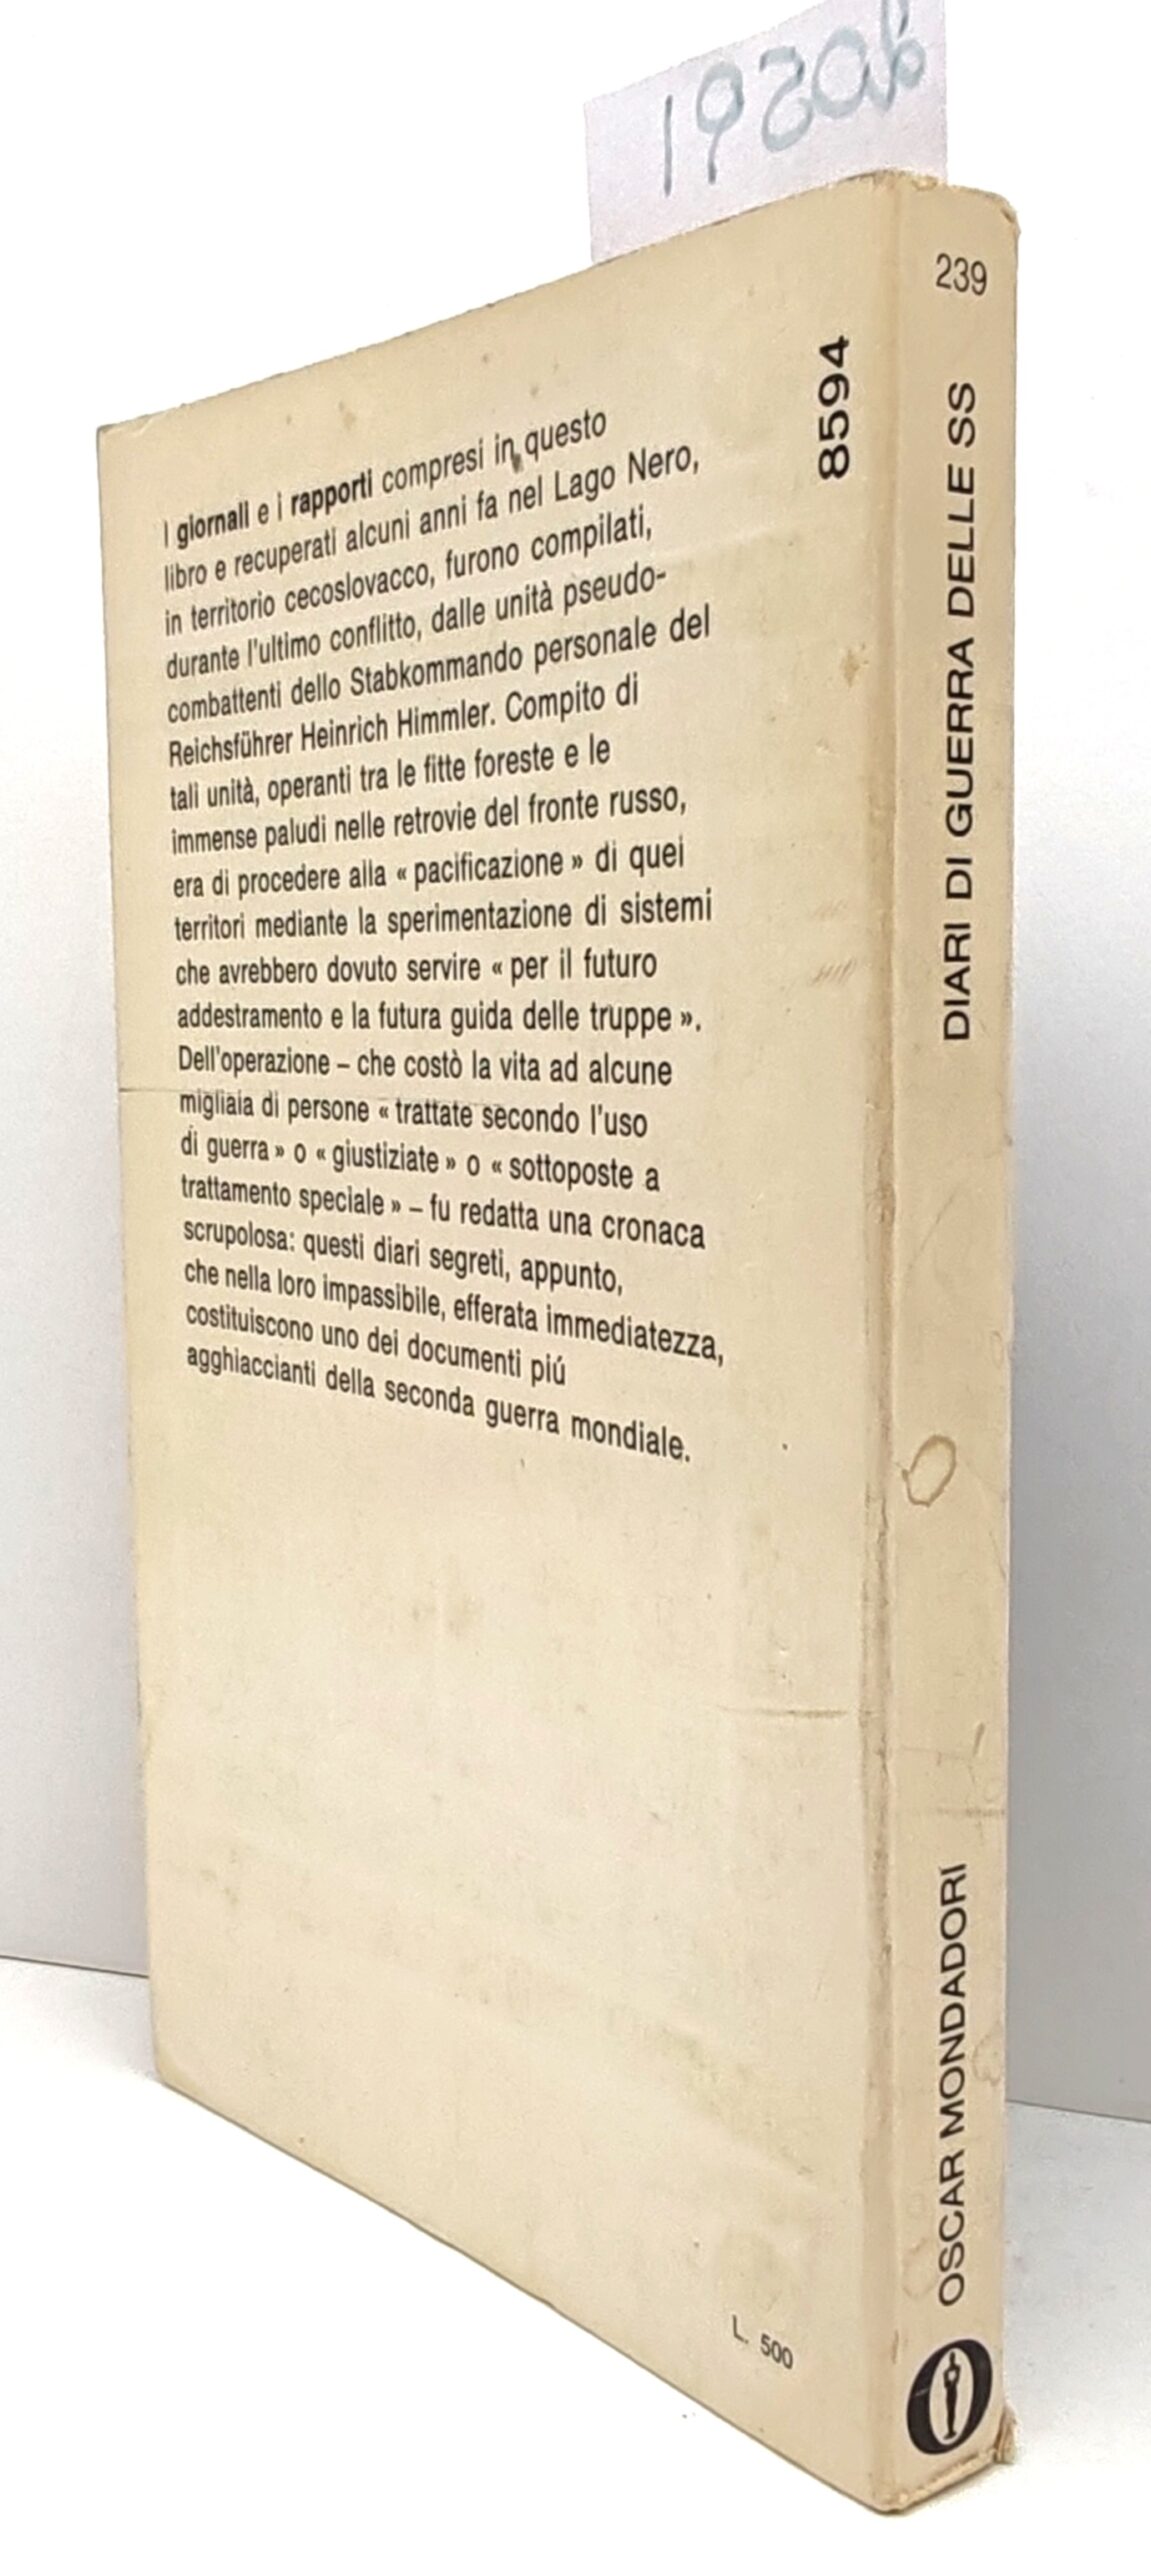 I giornali e i rapporti compresi in questo
libro e recuperati alcuni anni fa nel Lago Nero,
in territorio cecoslovacco, furono compilati,
durante l'ultimo conflitto, dalle unità pseudo-
combattenti dello Stabkommando personale del
Reichsführer Heinrich Himmler. Compito di
tali unità, operanti tra le fitte foreste e le
immense paludi nelle retrovie del fronte russo,
era di procedere alla « pacificazione » di quei
territori mediante la sperimentazione di sistemi
che avrebbero dovuto servire « per il futuro
addestramento e la futura guida delle truppe ».
Dell'operazione – che costò la vita ad alcune
migliaia di persone « trattate secondo l'uso
di guerra » o « giustiziate » o « sottoposte a
trattamento speciale » – fu redatta una cronaca
scrupolosa: questi diari segreti, appunto,
che nella loro impassibile, efferata immediatezza,
costituiscono uno dei documenti piú
agghiaccianti della seconda guerra mondiale.
8594
L. 500
239
DIARI DI GUERRA DELLE SS
OSCAR MONDADORI